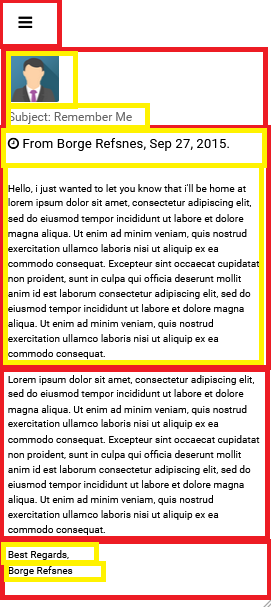 Subject: Remember Me
From Borge Refsnes, Sep 27, 2015.
Hello, i just wanted to let you know that i'll be home at
lorem ipsum dolor sit amet, consectetur adipiscing elit,
sed do eiusmod tempor incididunt ut labore et dolore
magna aliqua. Ut enim ad minim veniam, quis nostrud
exercitation ullamco laboris nisi ut aliquip ex ea
commodo consequat. Excepteur sint occaecat cupidatat
non proident, sunt in culpa qui officia deserunt mollit
anim id est laborum consectetur adipiscing elit, sed do
eiusmod tempor incididunt ut labore et dolore magna
aliqua. Ut enim ad minim veniam, quis nostrud
exercitation ullamco laboris nisi ut aliquip ex ea
commodo consequat.
Lorem ipsum dolor sit amet, consectetur adipiscing elit,
sed do eiusmod tempor incididunt ut labore et dolore
magna aliqua. Ut enim ad minim veniam, quis nostrud
exercitation ullamco laboris nisi ut aliquip ex ea
commodo consequat. Excepteur sint occaecat cupidatat
non proident, sunt in culpa qui officia deserunt mollit
anim id est laborum consectetur adipiscing elit, sed do
eiusmod tempor incididunt ut labore et dolore magna
aliqua. Ut enim ad minim veniam, quis nostrud
exercitation ullamco laboris nisi ut aliquip ex ea
commodo consequat.
Best Regards,
Borge Refsnes